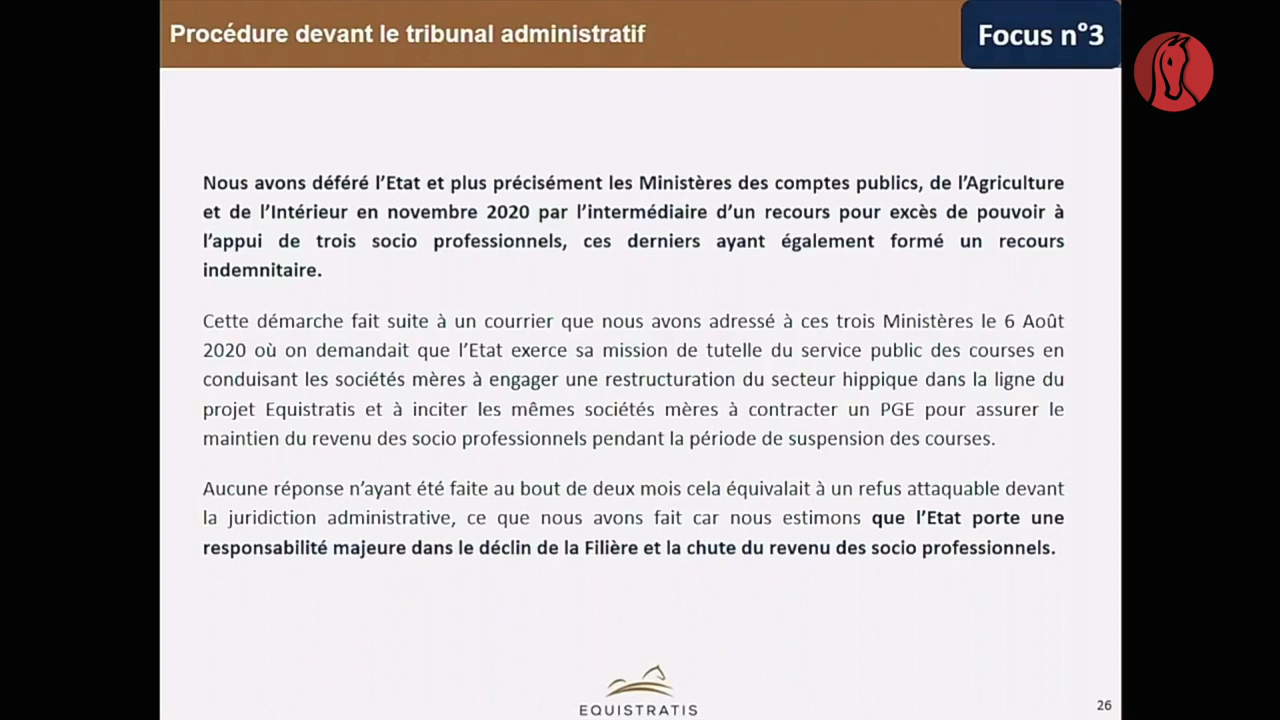 Procédure devant le tribunal administratif
Focus n°3
Nous avons déféré l'Etat et plus précisément les Ministères des comptes publics, de l'Agriculture
et de l'Intérieur en novembre 2020 par l'intermédiaire d'un recours pour excès de pouvoir à
l'appui de trois socio professionnels, ces derniers ayant également formé un recours
indemnitaire.
Cette démarche fait suite à un courrier que nous avons adressé à ces trois Ministères le 6 Août
2020 où on demandait que l'Etat exerce sa mission de tutelle du service public des courses en
conduisant les sociétés mères à engager une restructuration du secteur hippique dans la ligne du
projet Equistratis et à inciter les mêmes sociétés mères à contracter un PGE pour assurer le
maintien du revenu des socio professionnels pendant la période de suspension des courses.
Aucune réponse n'ayant été faite au bout de deux mois cela équivalait à un refus attaquable devant
la juridiction administrative, ce que nous avons fait car nous estimons que l'Etat porte une
responsabilité majeure dans le déclin de la Filière et la chute du revenu des socio professionnels.
EQUISTRATIS
26